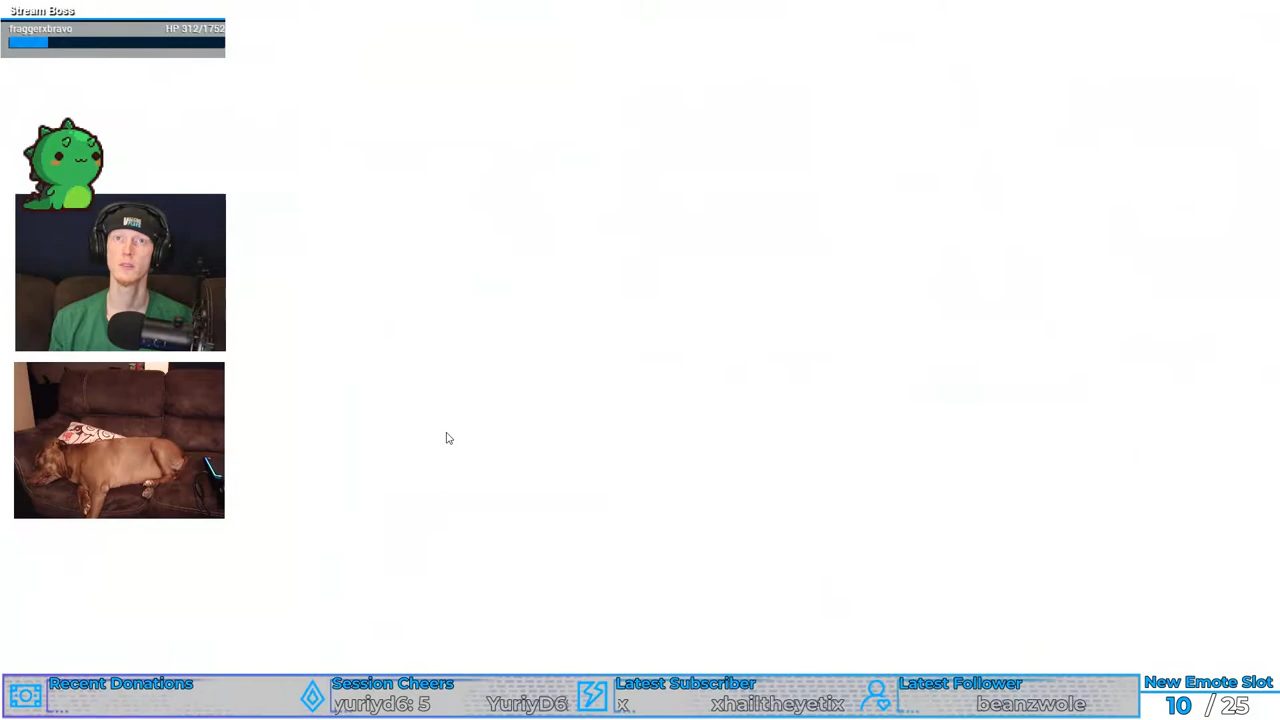 Stream Boss
fraggerxbravo HP 312/1752
Recent Donations
Session Cheers
yuriyd6: 5 YuriyD6
Latest Subscriber
x xhailtheyetix
Latest Follower
beanzwole
New Emote Slot
10 / 25